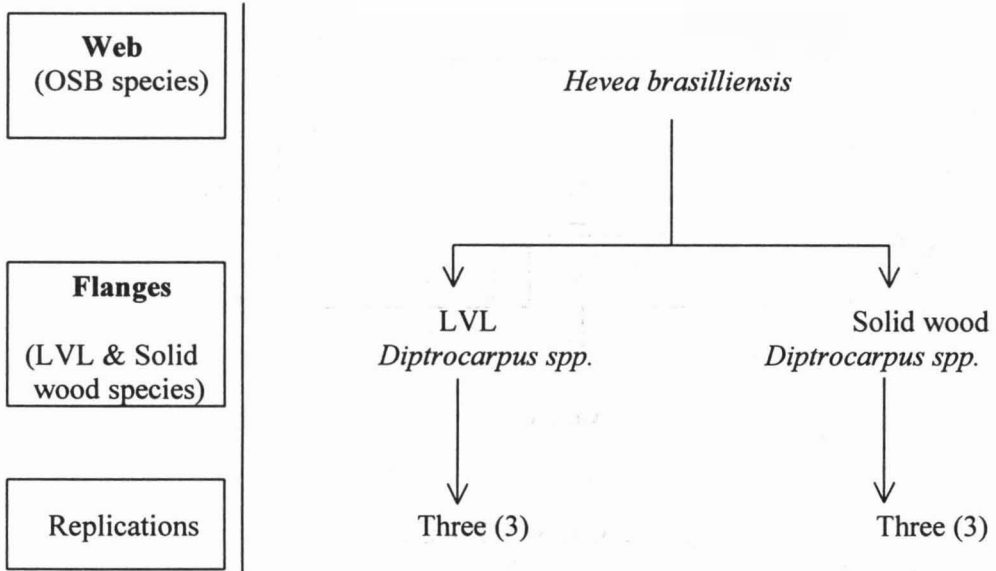 Web
(OSB species)
Hevea brasilliensis
Flanges
(LVL & Solid
wood species)
LVL
Diptrocarpus spp.
Solid wood
Diptrocarpus spp.
Replications
Three (3)
Three (3)